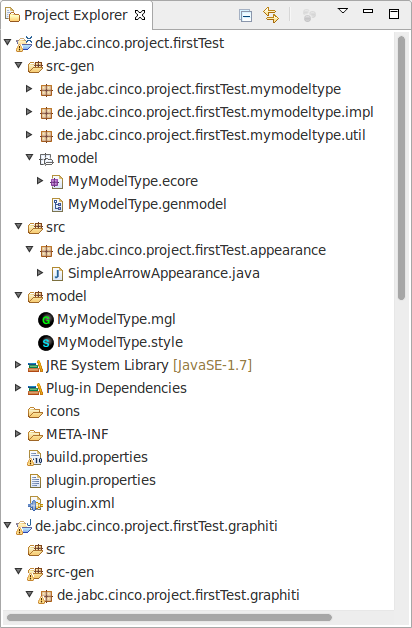 Project Explorer
de.jabc.cinco.project.firstTest
src-gen
de.jabc.cinco.project.firstTest.mymodeltype
de.jabc.cinco.project.firstTest.mymodeltype.impl
de.jabc.cinco.project.firstTest.mymodeltype.util
model
MyModelType.ecore
MyModelType.genmodel
src
de.jabc.cinco.project.firstTest.appearance
SimpleArrowAppearance.java
model
MyModelType.mgl
MyModelType.style
JRE System Library [JavaSE-1.7]
Plug-in Dependencies
icons
META-INF
build.properties
plugin.properties
plugin.xml
de.jabc.cinco.project.firstTest.graphiti
src
src-gen
de.jabc.cinco.project.firstTest.graphiti